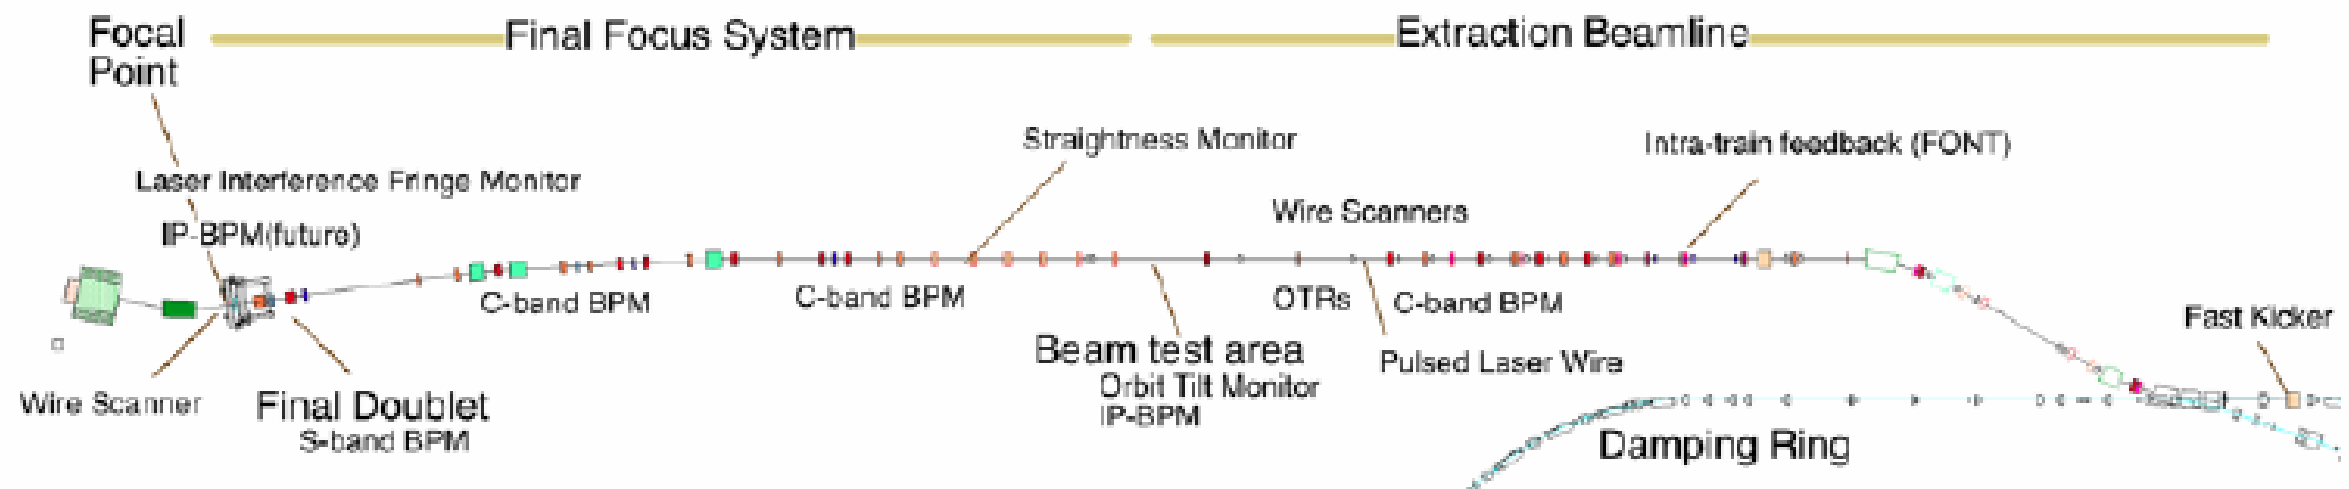 Focal
Point
Final Focus System
Extraction Beamline
Straightness Monitor
Intra-train feedback (FONT)
Laser Interference Fringe Monitor
Wire Scanners
IP-BPM(future)
C-band BPM
C-band BPM
OTRs
C-band BPM
Fast Kicker
Beam test area
Orbit Tilt Monitor
IP-BPM
Pulsed Laser Wire
Wire Scanner
Final Doublet
S-band BPM
Damping Ring